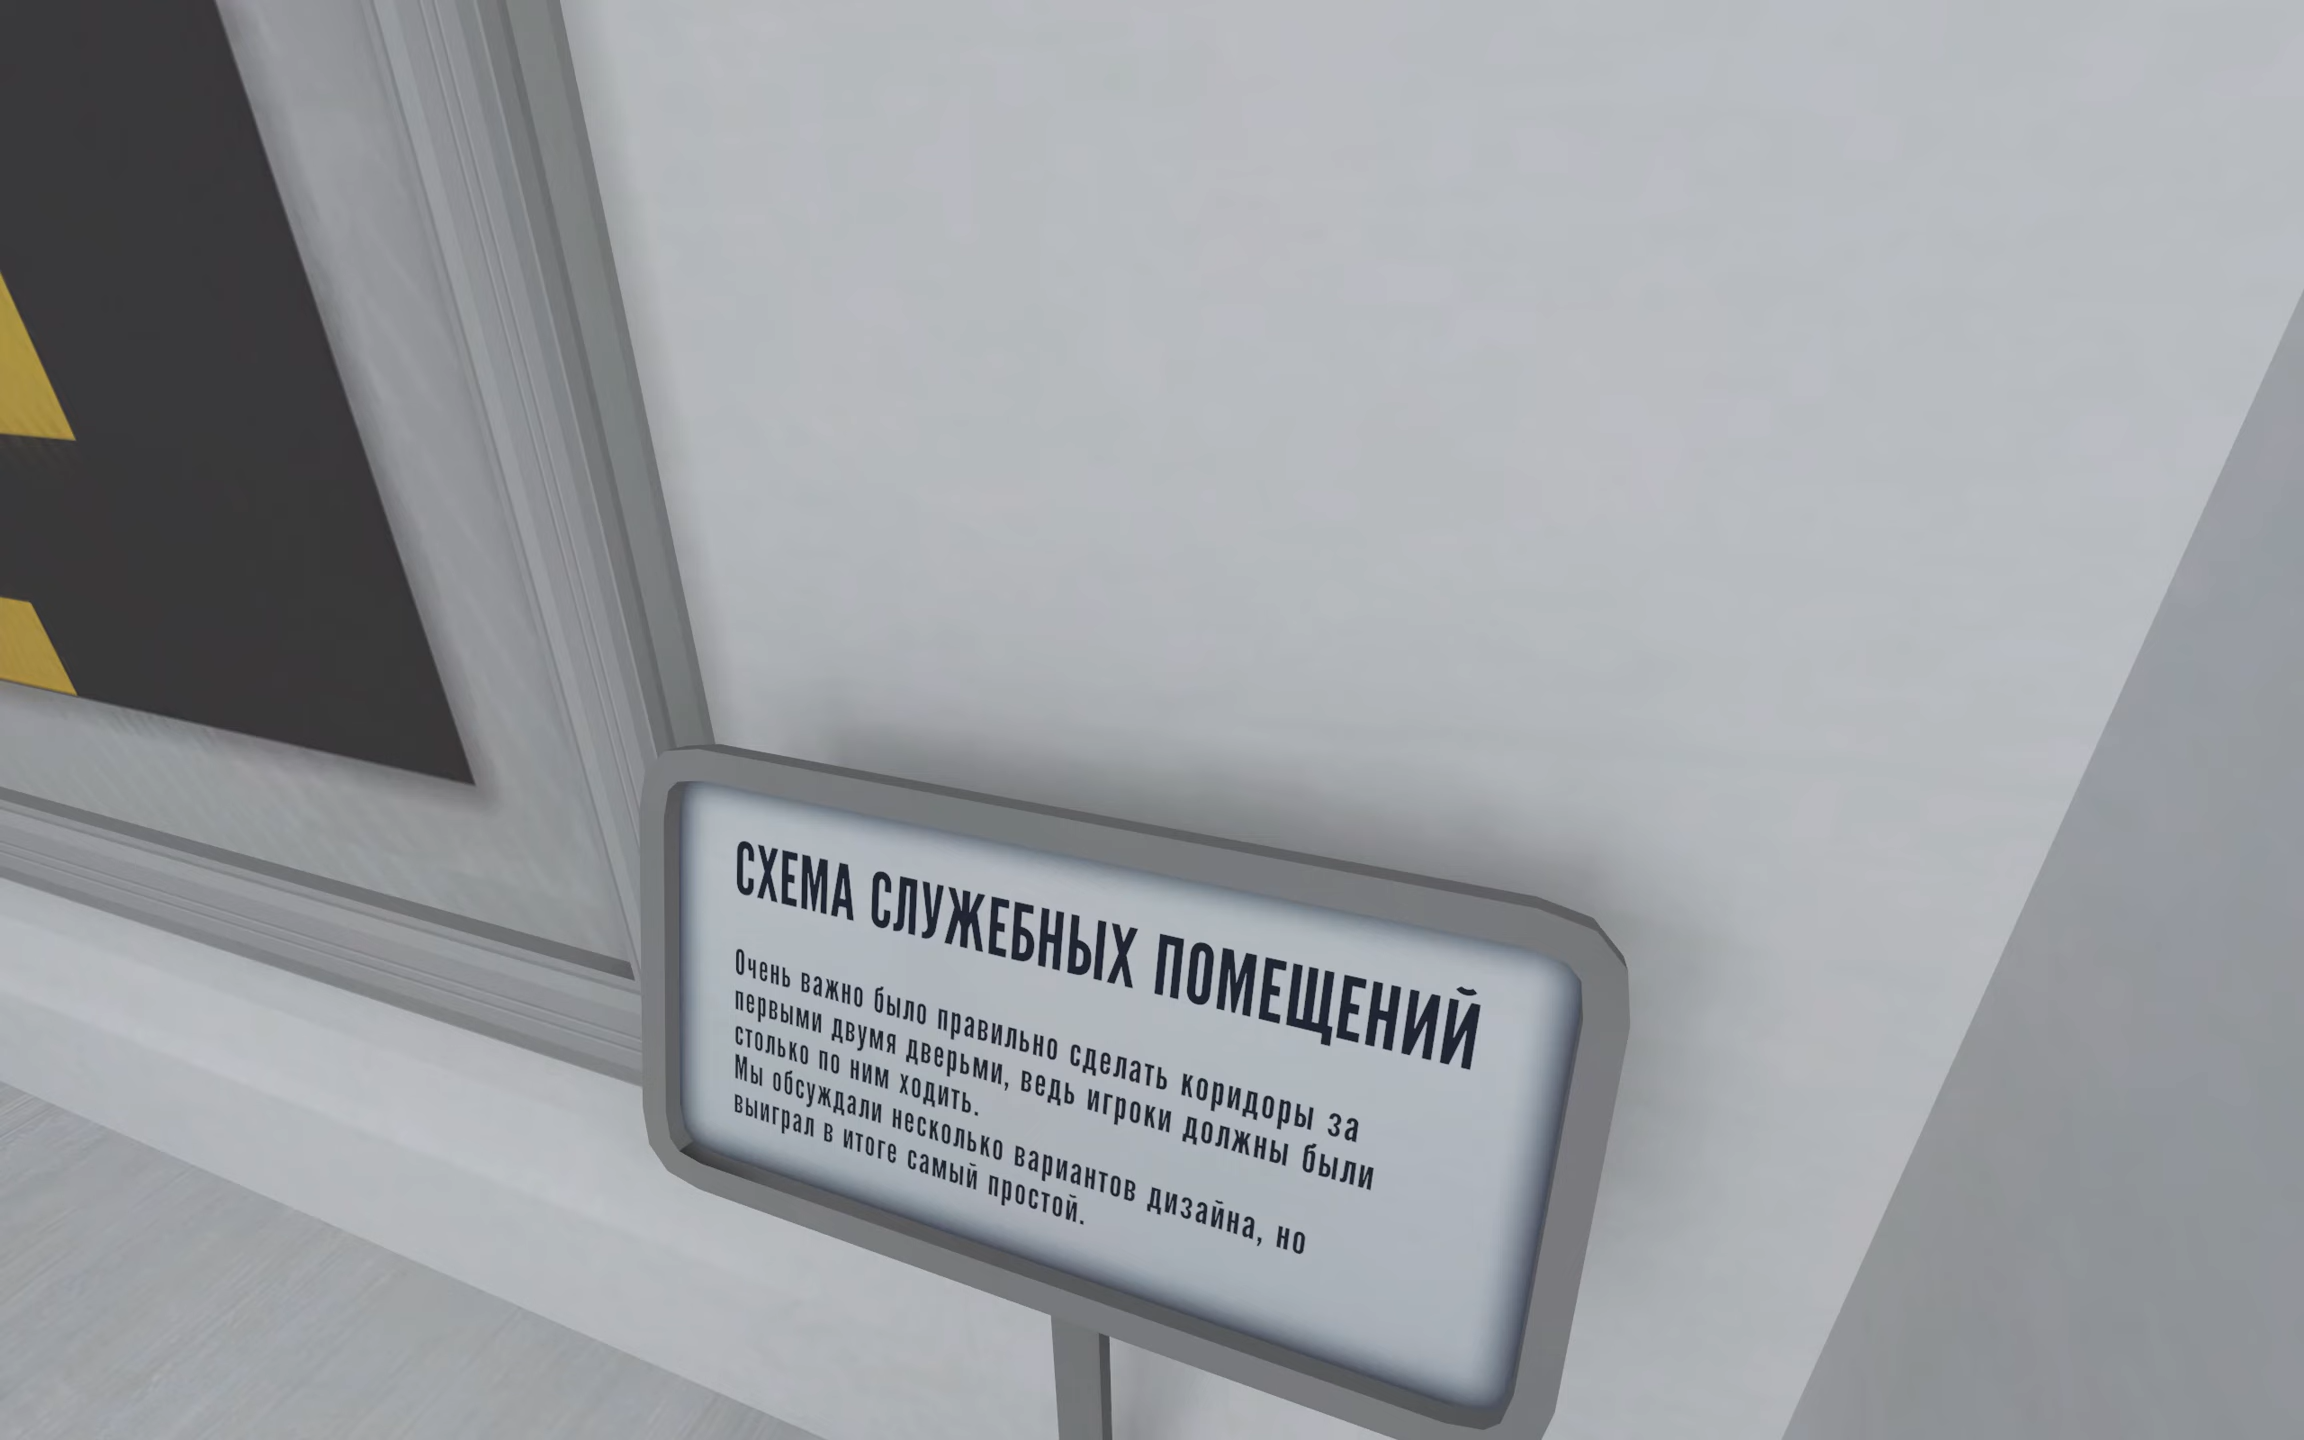 СХЕМА СЛУЖЕБНЫХ ПОМЕЩЕНИЙ
Очень важно было правильно сделать коридоры за
первыми двумя дверьми, ведь игроки должны были
столько по ним ходить.
Мы обсуждали несколько вариантов дизайна, но
выиграл в итоге самый простой.